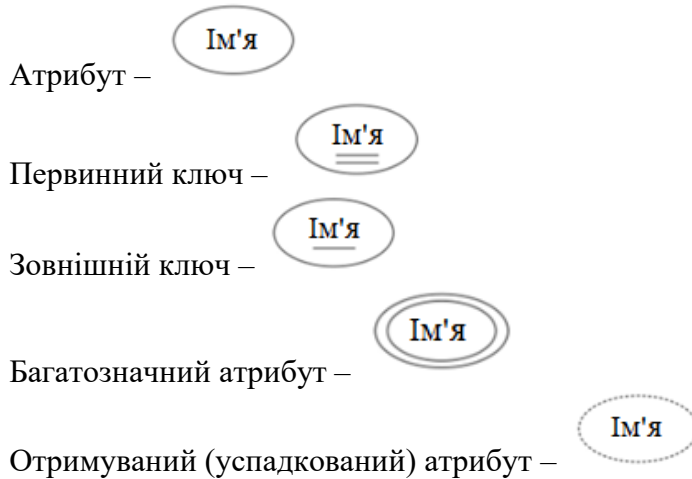 Ім'я
Атрибут –
Ім'я
Первинний ключ –
Ім'я
Зовнішній ключ –
Ім'я
Багатозначний атрибут –
Ім'я
Отримуваний (успадкований) атрибут –